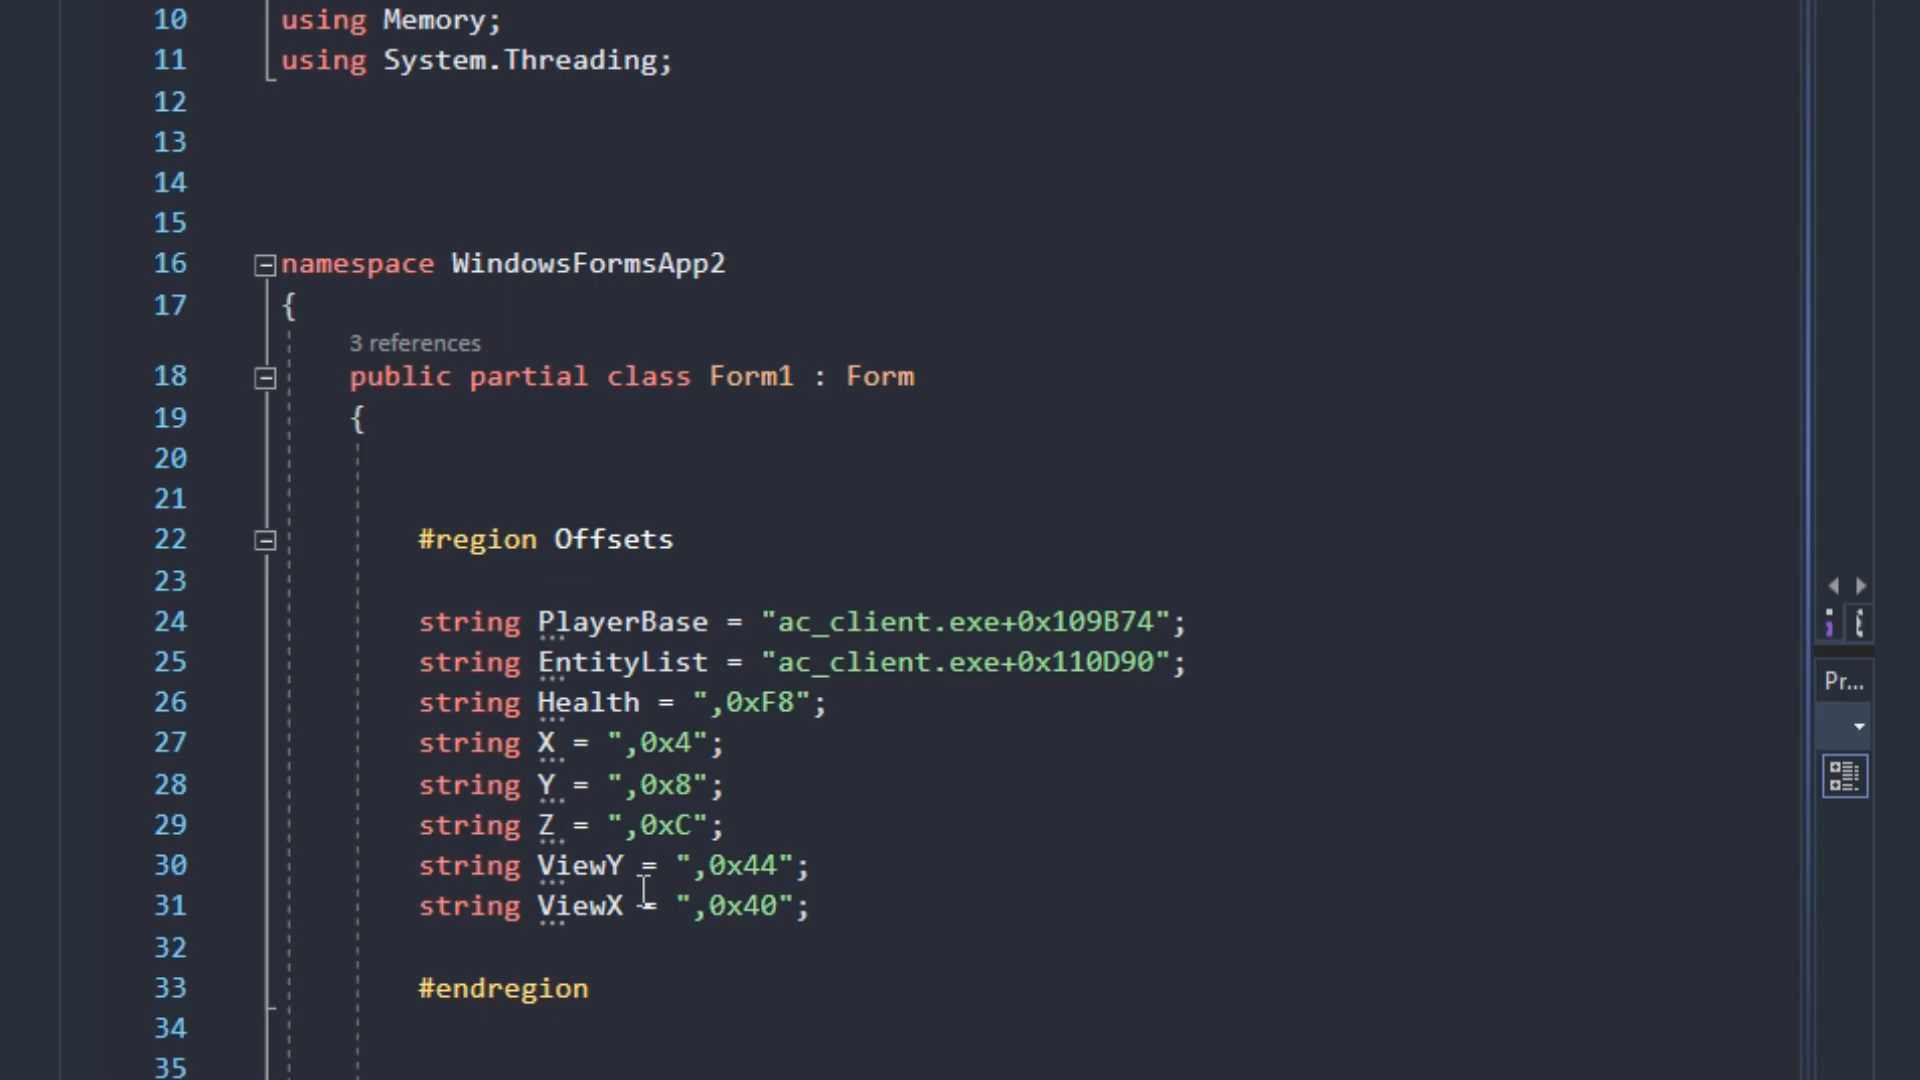 10 using Memory;
11 using System.Threading;
12
13
14
15
16 namespace WindowsFormsApp2
17 {
3 references
18 public partial class Form1 : Form
19 {
20
21
22 #region Offsets
23
24 string PlayerBase = "ac_client.exe+0x109B74";
25 string EntityList = "ac_client.exe+0x110D90";
26 string Health = ",0xF8";
27 string X = ",0x4";
28 string Y = ",0x8";
29 string Z = ",0xC";
30 string ViewY = ",0x44";
31 string ViewX = ",0x40";
32
33 #endregion
34
35
Pr...